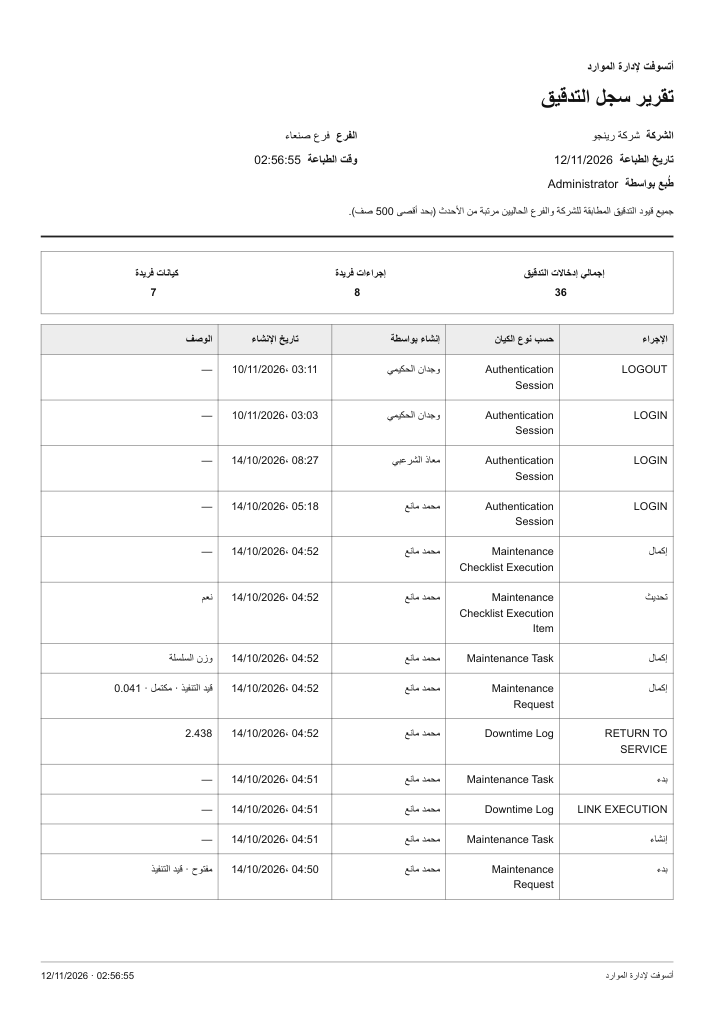 أتسوفت لإدارة الموارد
تقرير سجل التدقيق
الشركة شركة رينجو
الفرع فرع صنعاء
تاريخ الطباعة 12/11/2026
وقت الطباعة 02:56:55
طُبع بواسطة Administrator
جميع قيود التدقيق المطابقة للشركة والفرع الحاليين مرتبة من الأحدث (بحد أقصى 500 صف).
إجمالي إدخالات التدقيق إجراءات فريدة كيانات فريدة
36 8 7
الإجراء حسب نوع الكيان إنشاء بواسطة تاريخ الإنشاء الوصف
LOGOUT Authentication وجدان الحكيمي 10/11/2026، 03:11 —
Session
LOGIN Authentication وجدان الحكيمي 10/11/2026، 03:03 —
Session
LOGIN Authentication معاذ الشرعبي 14/10/2026، 08:27 —
Session
LOGIN Authentication محمد مانع 14/10/2026، 05:18 —
Session
إكمال Maintenance محمد مانع 14/10/2026، 04:52 —
Checklist Execution
تحديث Maintenance محمد مانع 14/10/2026، 04:52 نعم
Checklist Execution
Item
إكمال Maintenance Task محمد مانع 14/10/2026، 04:52 وزن السلسلة
إكمال Maintenance محمد مانع 14/10/2026، 04:52 قيد التنفيذ · مكتمل · 0.041
Request
RETURN TO Downtime Log محمد مانع 14/10/2026، 04:52 2.438
SERVICE
بدء Maintenance Task محمد مانع 14/10/2026، 04:51 —
LINK EXECUTION Downtime Log محمد مانع 14/10/2026، 04:51 —
إنشاء Maintenance Task محمد مانع 14/10/2026، 04:51 —
بدء Maintenance محمد مانع 14/10/2026، 04:50 مفتوح · قيد التنفيذ
Request
أتسوفت لإدارة الموارد
12/11/2026 · 02:56:55